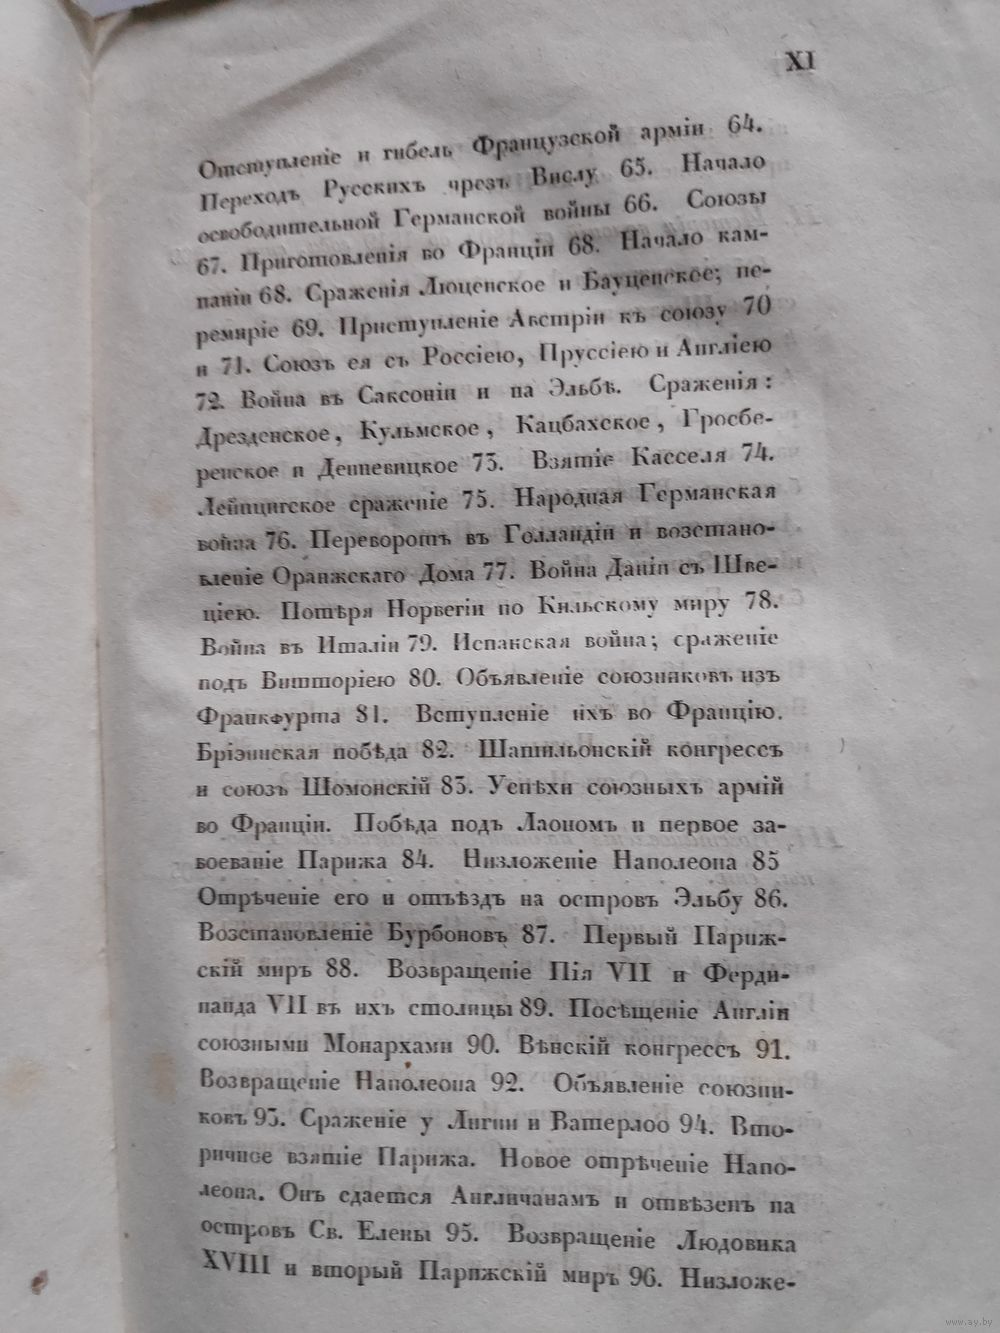 XI
Отступленіе и гибель Французской арміи 64.
Переходъ Русскихъ чрезъ Вислу 65. Начало
освободительной Германской войны 66. Союзы
67. Приготовленія во Франціи 68. Начало кам-
паніи 68. Сраженія Люценское и Бауценское; пе-
ремиріе 69. Приступленіе Австріи къ союзу 70
и 71. Союзъ ея съ Россіею, Пруссіею и Англіею
72. Война въ Саксоніи и на Эльбѣ. Сраженія:
Дрезденское, Кульмское, Кацбахское, Гросбе-
ренское и Денневицкое 73. Взятіе Касселя 74.
Лейпцигское сраженіе 75. Народная Германская
война 76. Переворотъ въ Голландіи и возстано-
вленіе Оранжскаго Дома 77. Война Даніи съ Шве-
ціею. Потѣря Норвегіи по Кильскому миру 78.
Война въ Италіи 79. Испанская война; сраженіе
подъ Витторіею 80. Объявленіе союзниковъ изъ
Франкфурта 81. Вступленіе ихъ во Францію.
Бріэннская побѣда 82. Шатильонскій конгрессъ
и союзъ Шомонскій 83. Успѣхи союзныхъ армій
во Франціи. Побѣда подъ Лаономъ и первое за-
воеваніе Парижа 84. Низложеніе Наполеона 85
Отрѣченіе его и отъѣздъ на островъ Эльбу 86.
Возстановленіе Бурбоновъ 87. Первый Париж-
скій миръ 88. Возвращеніе Пія VII и Ферди-
нанда VII въ ихъ столицы 89. Посѣщеніе Англіи
союзными Монархами 90. Вѣнскій конгрессъ 91.
Возвращеніе Наполеона 92. Объявленіе союзни-
ковъ 93. Сраженіе у Лигни и Ватерлоо 94. Вто-
ричное взятіе Парижа. Новое отрѣченіе Напо-
леона. Онъ сдается Англичанамъ и отвѣзенъ на
островъ Св. Елены 95. Возвращеніе Людовика
XVIII и вторый Парижскій миръ 96. Низложе-
www.ay.by